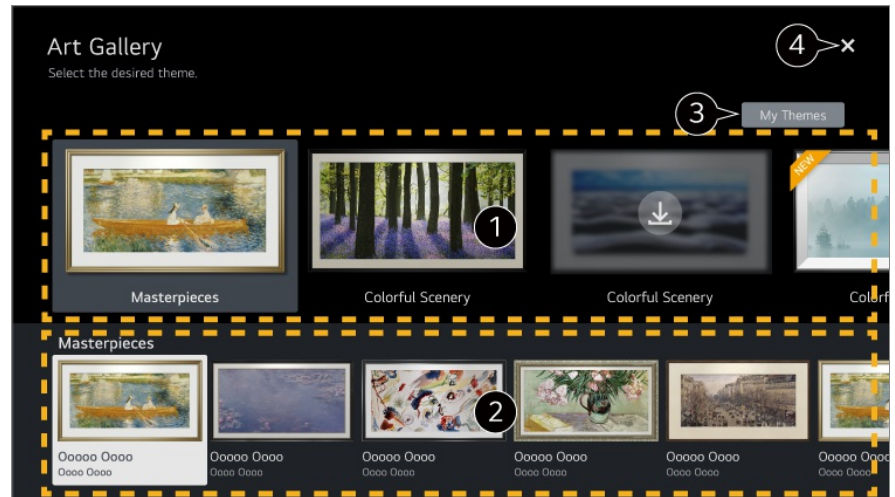 Art Gallery
4
Select the desired theme.
3
My Themes
NEW
1
Masterpieces
Colorful Scenery
Colorful Scenery
Colorf
Masterpieces
2
Ooooo Oooo
Ooooo Oooo
Ooooo Oooo
Ooooo Oooo
Ooooo Oooo
Ooooo Ooo
Oooo Oooo
Oooo Oooo
Oooo Oooo
Oooo Oooo
Oooo Oooo
Oooo Oooo